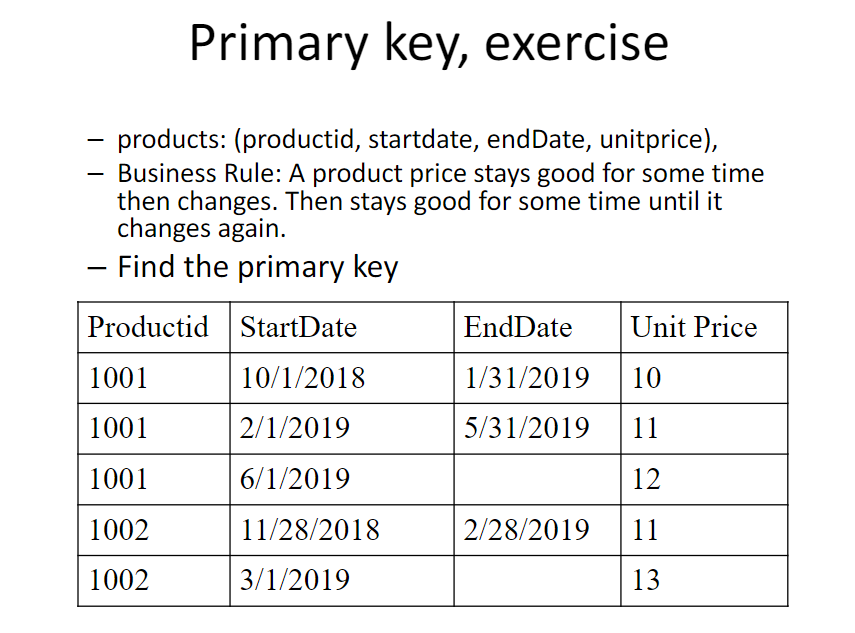 Primary key, exercise
– products: (productid, startdate, endDate, unitprice),
– Business Rule: A product price stays good for some time
then changes. Then stays good for some time until it
changes again.
– Find the primary key
Productid StartDate EndDate Unit Price
1001 10/1/2018 1/31/2019 10
1001 2/1/2019 5/31/2019 11
1001 6/1/2019 12
1002 11/28/2018 2/28/2019 11
1002 3/1/2019 13